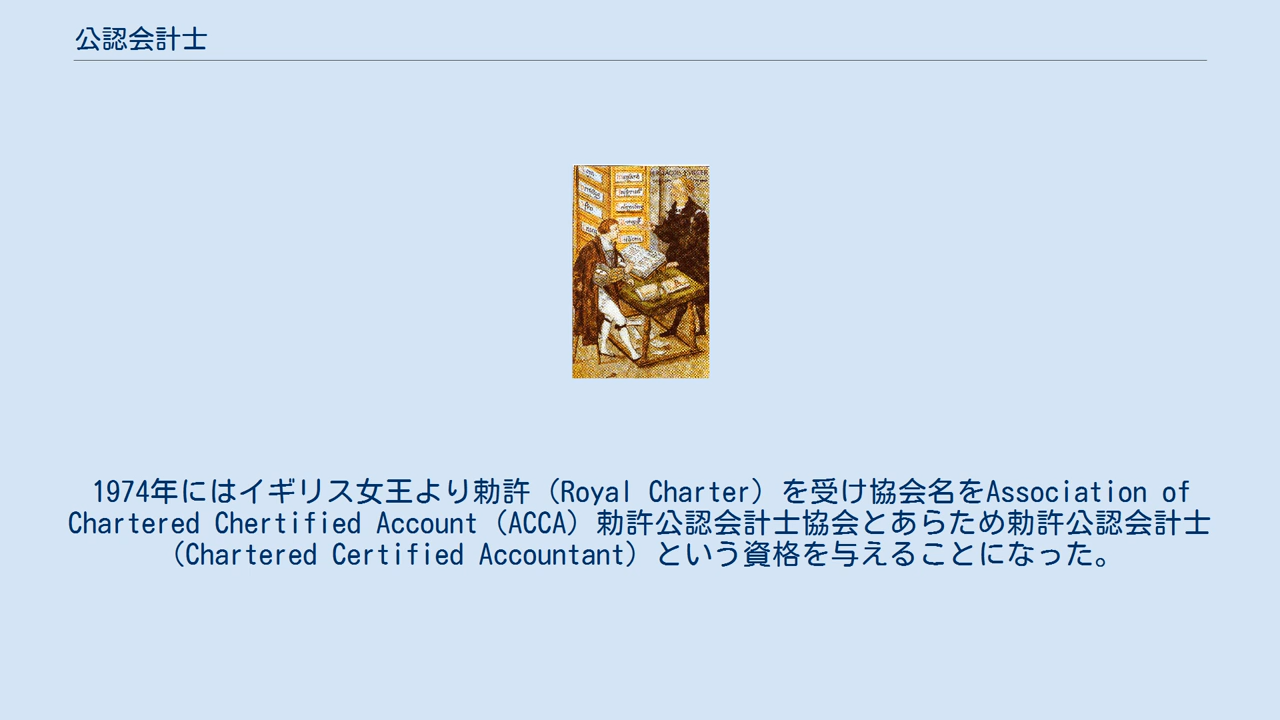 公認会計士
1974年にはイギリス女王より勅許（Royal Charter）を受け協会名をAssociation of
Chartered Chertified Account（ACCA）勅許公認会計士協会とあらため勅許公認会計士
（Chartered Certified Accountant）という資格を与えることになった。